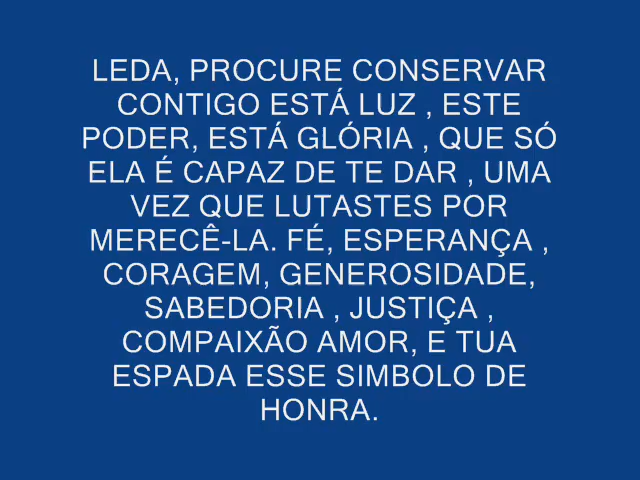 LEDA, PROCURE CONSERVAR
CONTIGO ESTÁ LUZ , ESTE
PODER, ESTÁ GLÓRIA , QUE SÓ
ELA É CAPAZ DE TE DAR , UMA
VEZ QUE LUTASTES POR
MERECÊ-LA. FÉ, ESPERANÇA ,
CORAGEM, GENEROSIDADE,
SABEDORIA , JUSTIÇA ,
COMPAIXÃO AMOR, E TUA
ESPADA ESSE SIMBOLO DE
HONRA.